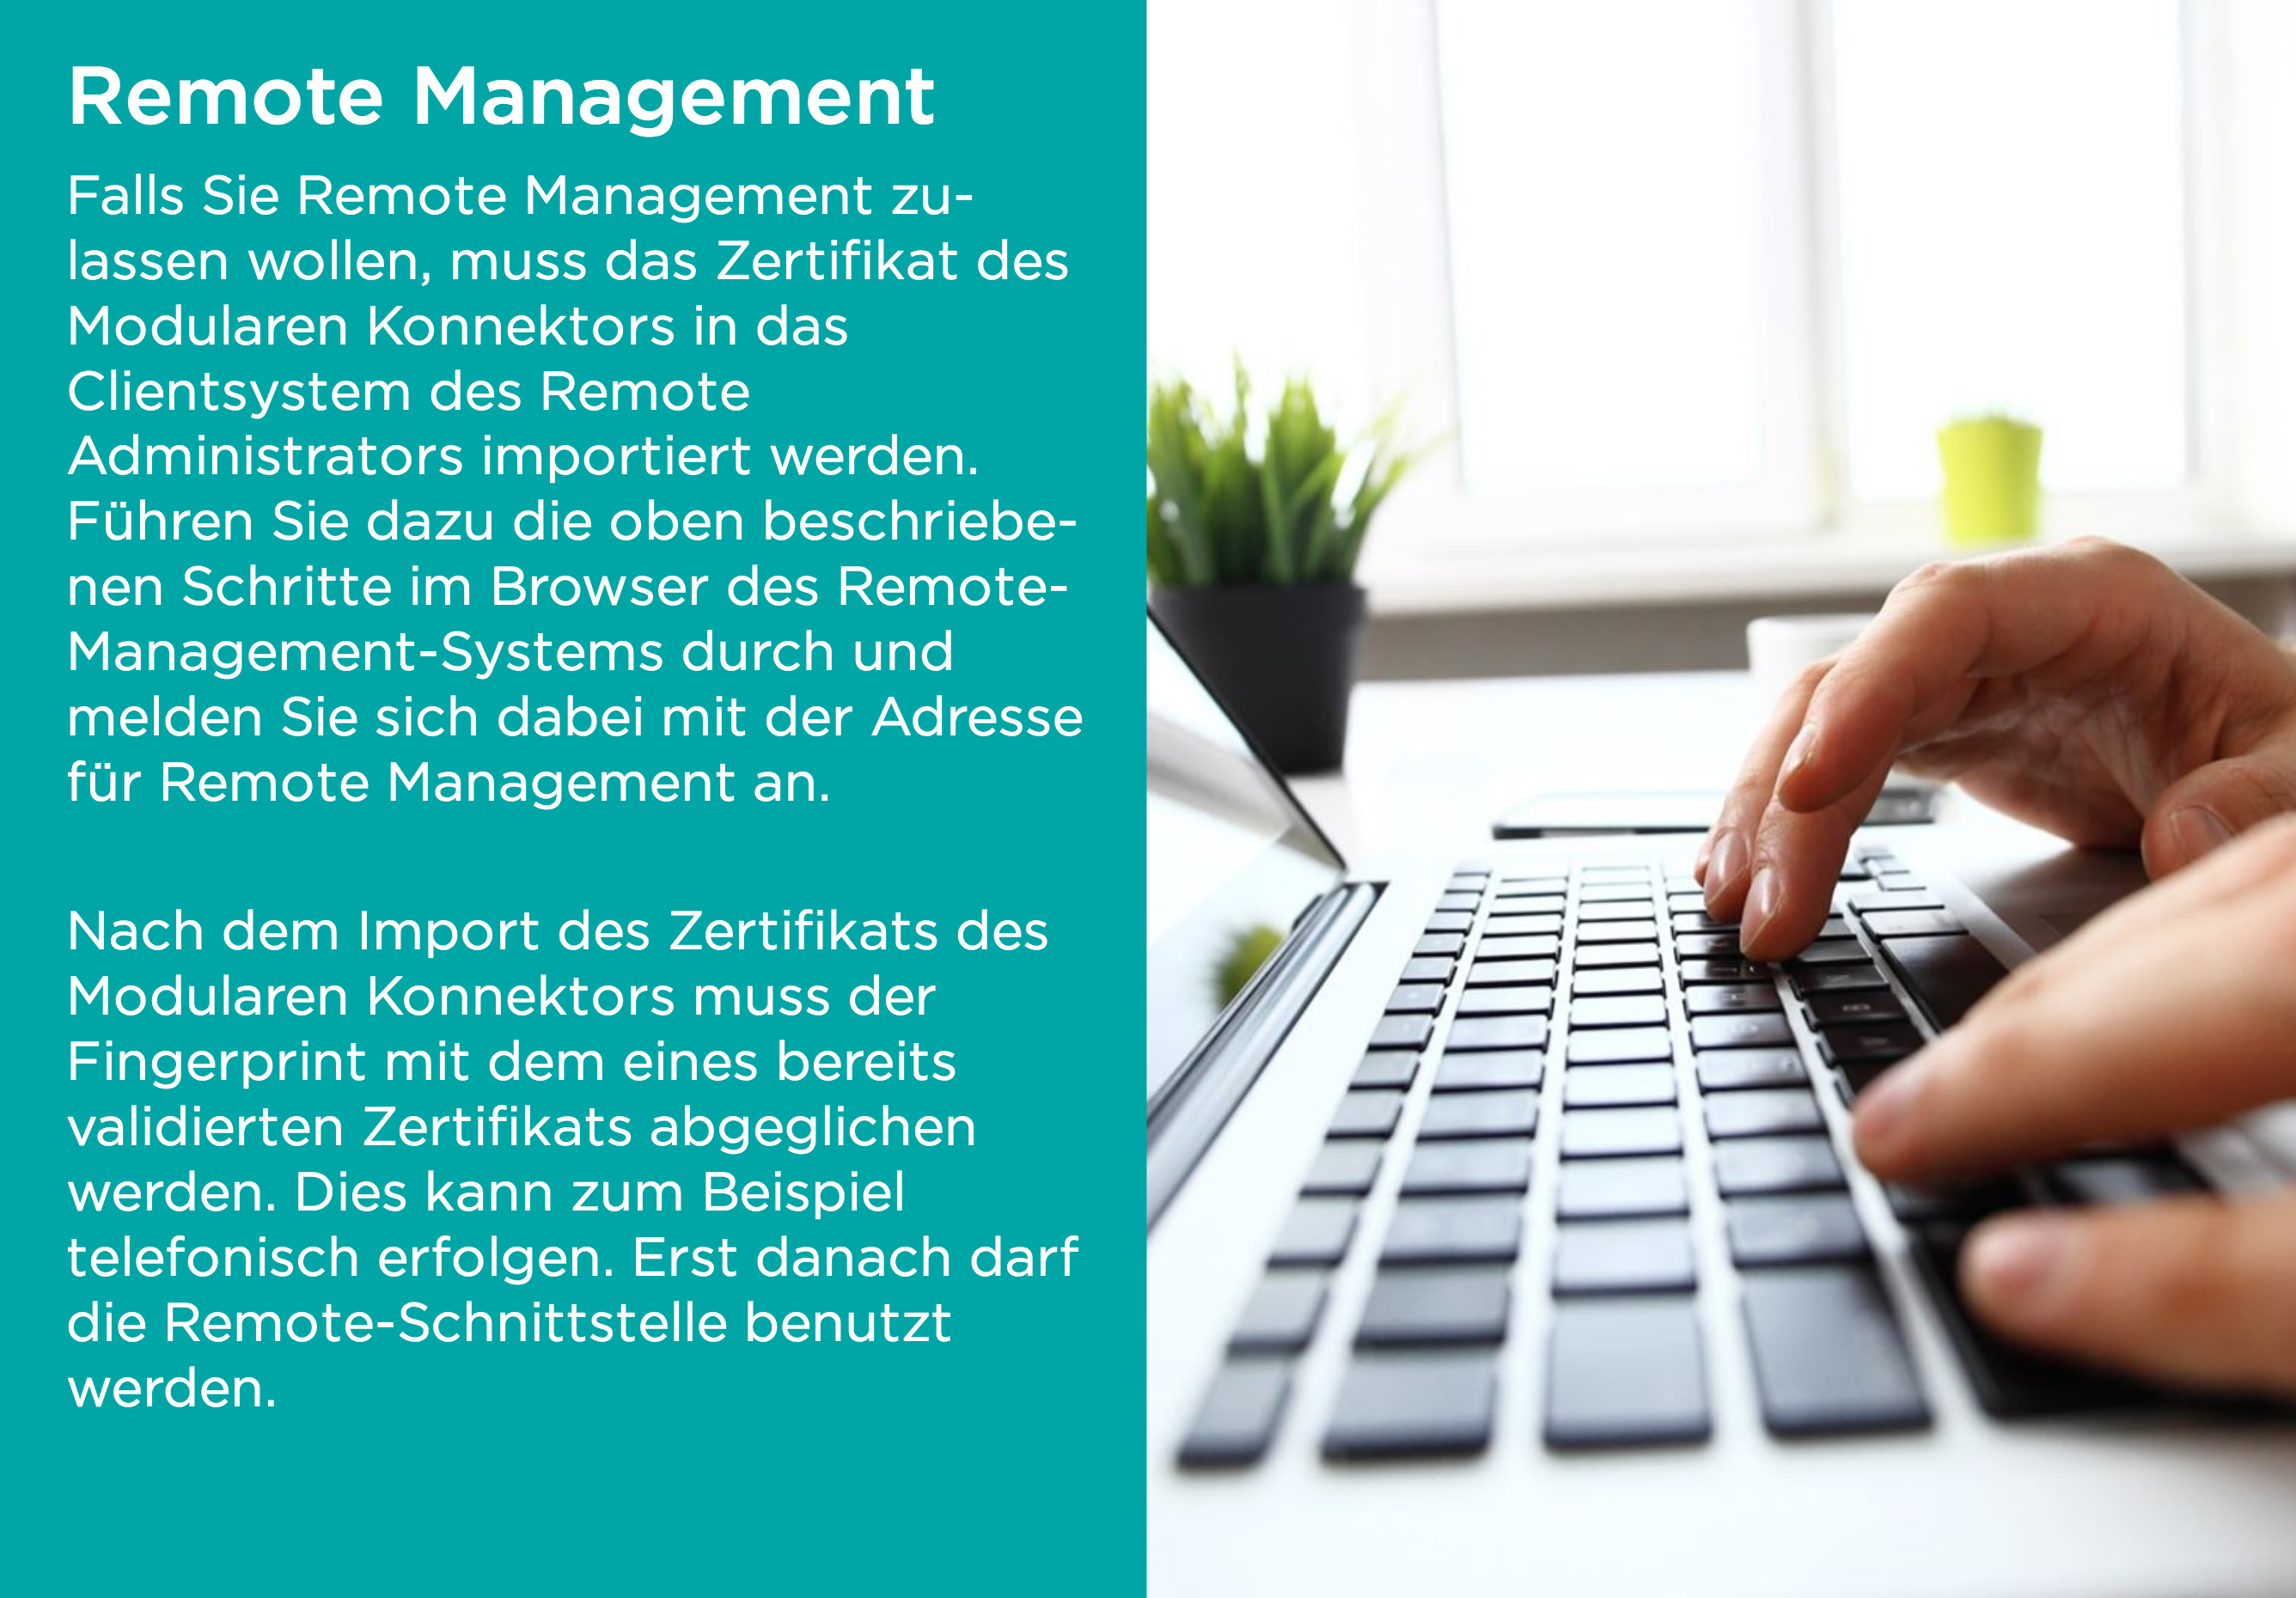 Remote Management
Falls Sie Remote Management zu-
lassen wollen, muss das Zertifikat des
Modularen Konnektors in das
Clientsystem des Remote
Administrators importiert werden.
Führen Sie dazu die oben beschriebe-
nen Schritte im Browser des Remote-
Management-Systems durch und
melden Sie sich dabei mit der Adresse
für Remote Management an.
Nach dem Import des Zertifikats des
Modularen Konnektors muss der
Fingerprint mit dem eines bereits
validierten Zertifikats abgeglichen
werden. Dies kann zum Beispiel
telefonisch erfolgen. Erst danach darf
die Remote-Schnittstelle benutzt
werden.